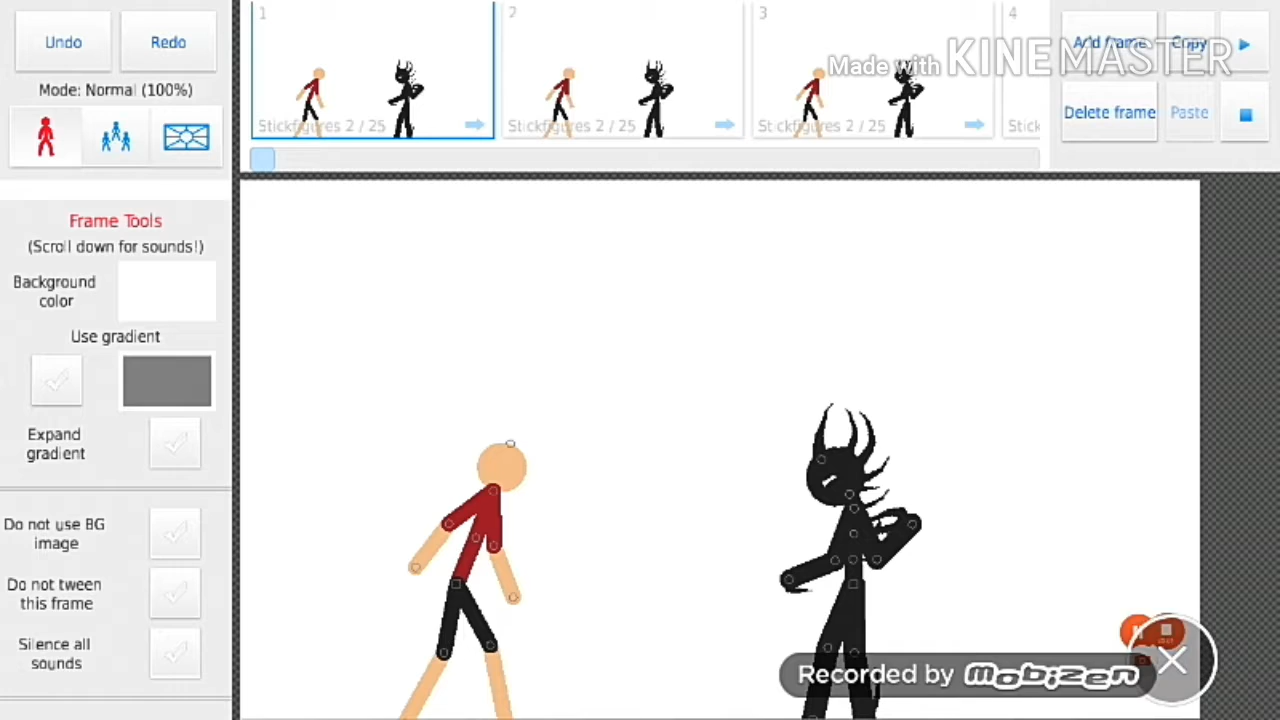 Undo
Redo
Mode: Normal (100%)
Frame Tools
(Scroll down for sounds!)
Background
color
Use gradient
Expand
gradient
Do not use BG
image
Do not tween
this frame
Silence all
sounds
1
Stickfigures 2 / 25
2
Stickfigures 2 / 25
3
Stickfigures 2 / 25
4
Stick
Add frame
Copy
Made with KINEMASTER
Delete frame
Paste
Recorded by mobizen